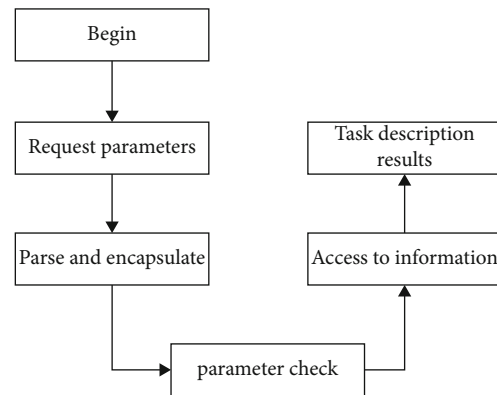 Begin
Request parameters
Parse and encapsulate
parameter check
Access to information
Task description
results